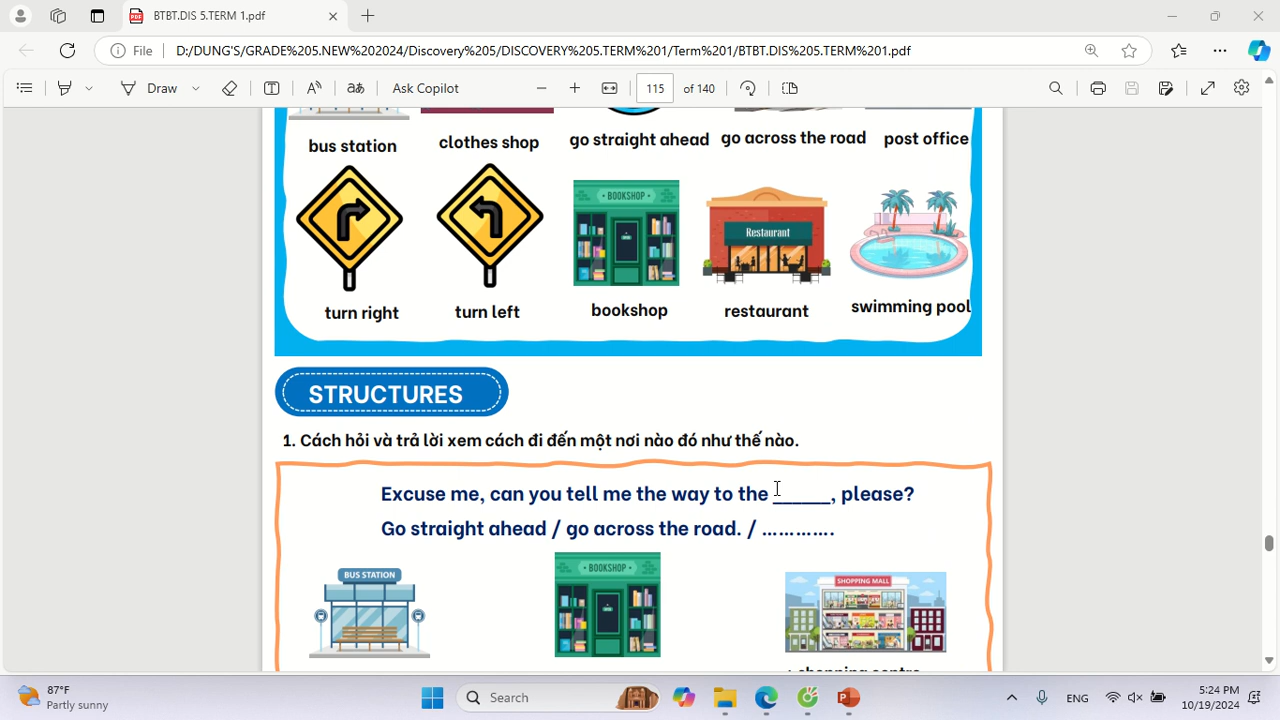 BTBT.DIS 5.TERM 1.pdf
File D:/DUNG'S/GRADE%205.NEW%202024/Discovery%205/DISCOVERY%205.TERM%201/Term%201/BTBT.DIS%205.TERM%201.pdf
Draw Ask Copilot 115 of 140
bus station clothes shop go straight ahead go across the road post office
BOOKSHOP
Restaurant
turn right turn left bookshop restaurant swimming pool
STRUCTURES
1. Cách hỏi và trả lời xem cách đi đến một nơi nào đó như thế nào.
Excuse me, can you tell me the way to the ______, please?
Go straight ahead / go across the road. / ………….
BUS STATION
BOOKSHOP
SHOPPING MALL
shopping centre
87°F
Partly sunny
Search
ENG
5:24 PM
10/19/2024